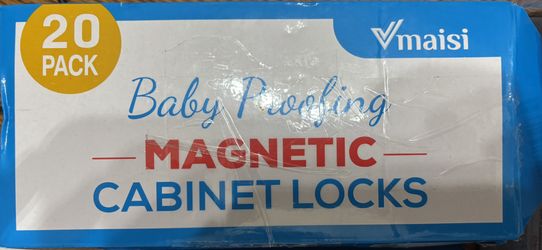 20
PACK
Vmaisi
Baby Proofing
MAGNETIC
CABINET LOCKS